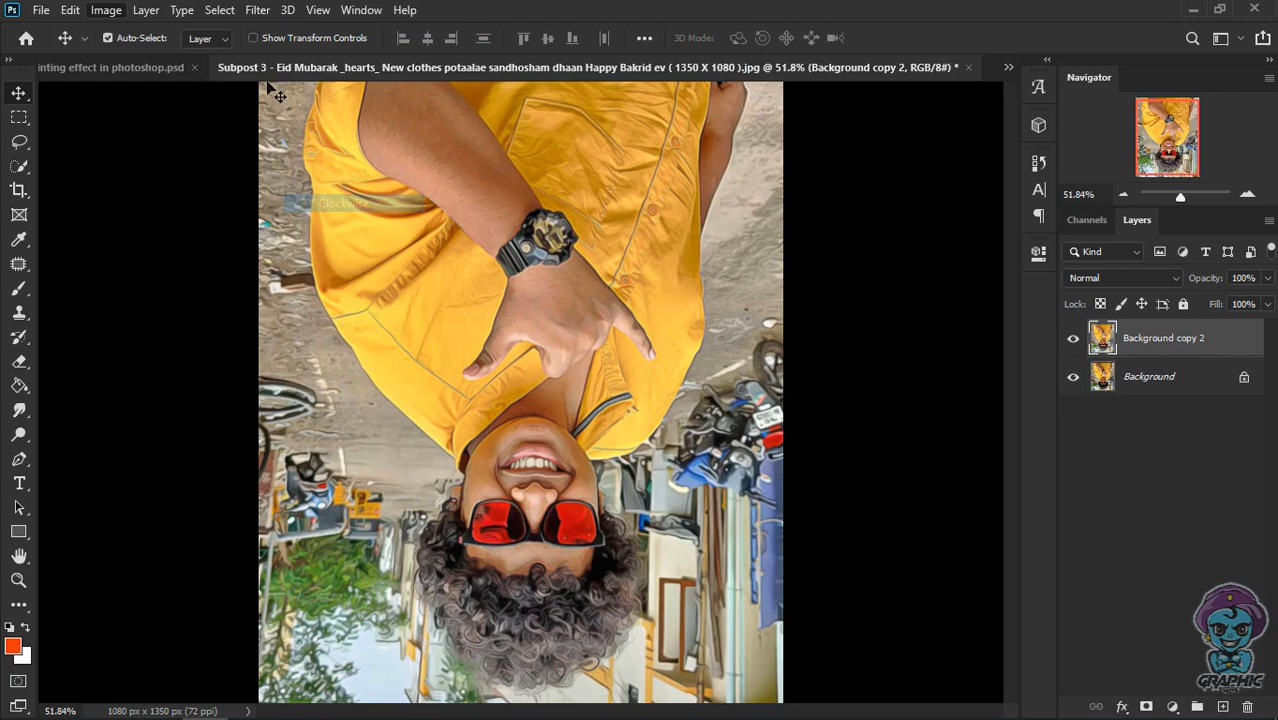 Ps File Edit Image Layer Type Select Filter 3D View Window Help
Auto-Select: Layer Show Transform Controls 3D Mode:
inting effect in photoshop.psd ×
Subpost 3 - Eid Mubarak _hearts_ New clothes potaalae sandhosham dhaan Happy Bakrid ev ( 1350 X 1080 ).jpg @ 51.8% (Background copy 2, RGB/8#) * ×
Navigator
Clockwise
51.84%
Channels Layers
Kind
Normal Opacity: 100%
Lock: Fill: 100%
Background copy 2
Background
51.84% 1080 px x 1350 px (72 ppi)
GRAPHIC